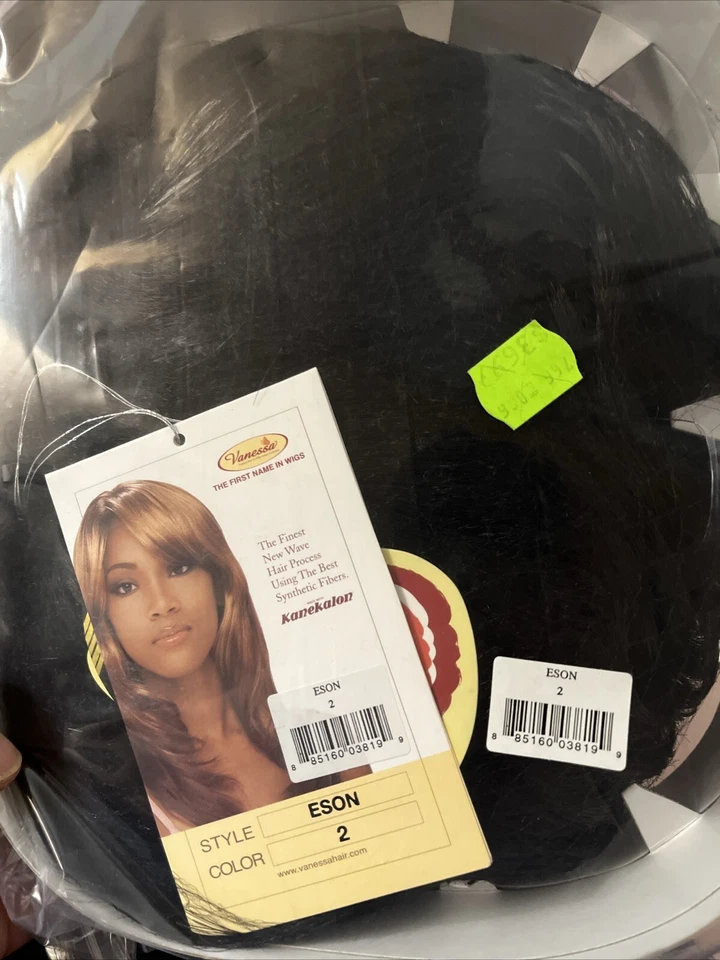 Vanessa
THE FIRST NAME IN WIGS
The Finest
New Wave
Hair Process
Using The Best
Synthetic Fibers.
Kanekalon
ESON
2
8 85160 03819 9
STYLE ESON
COLOR 2
www.vanessahair.com
ESON
2
8 85160 03819 9